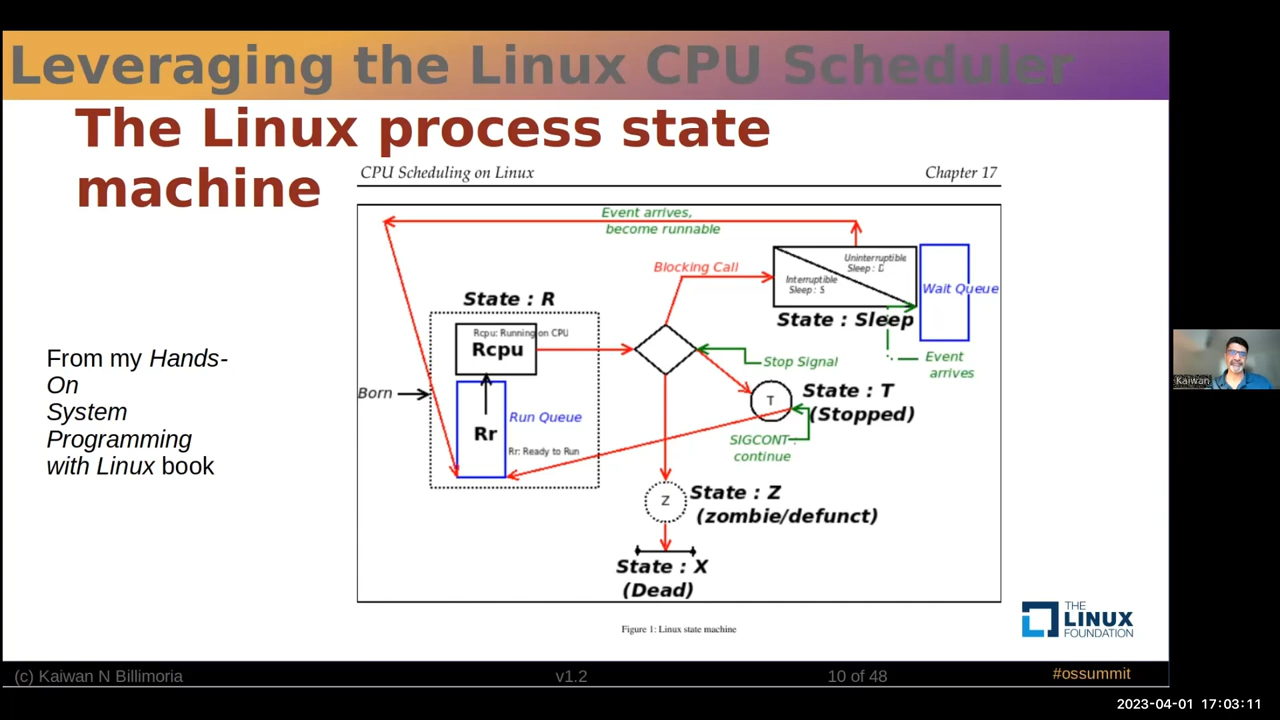 Leveraging the Linux CPU Scheduler
The Linux process state
machine
CPU Scheduling on Linux
Chapter 17
Event arrives,
become runnable
Blocking Call
Uninterruptible
Sleep : D
Interruptible
Sleep : S
Wait Queue
State : Sleep
State : R
Rcpu: Running on CPU
Rcpu
Stop Signal
Event
arrives
From my Hands-
On
System
Programming
with Linux book
Born
Run Queue
Rr
Rr: Ready to Run
T
State : T
(Stopped)
SIGCONT :
continue
Z
State : Z
(zombie/defunct)
State : X
(Dead)
Figure 1: Linux state machine
THE
LINUX
FOUNDATION
Kaiwan
(c) Kaiwan N Billimoria
v1.2
10 of 48
#ossummit
2023-04-01 17:03:11